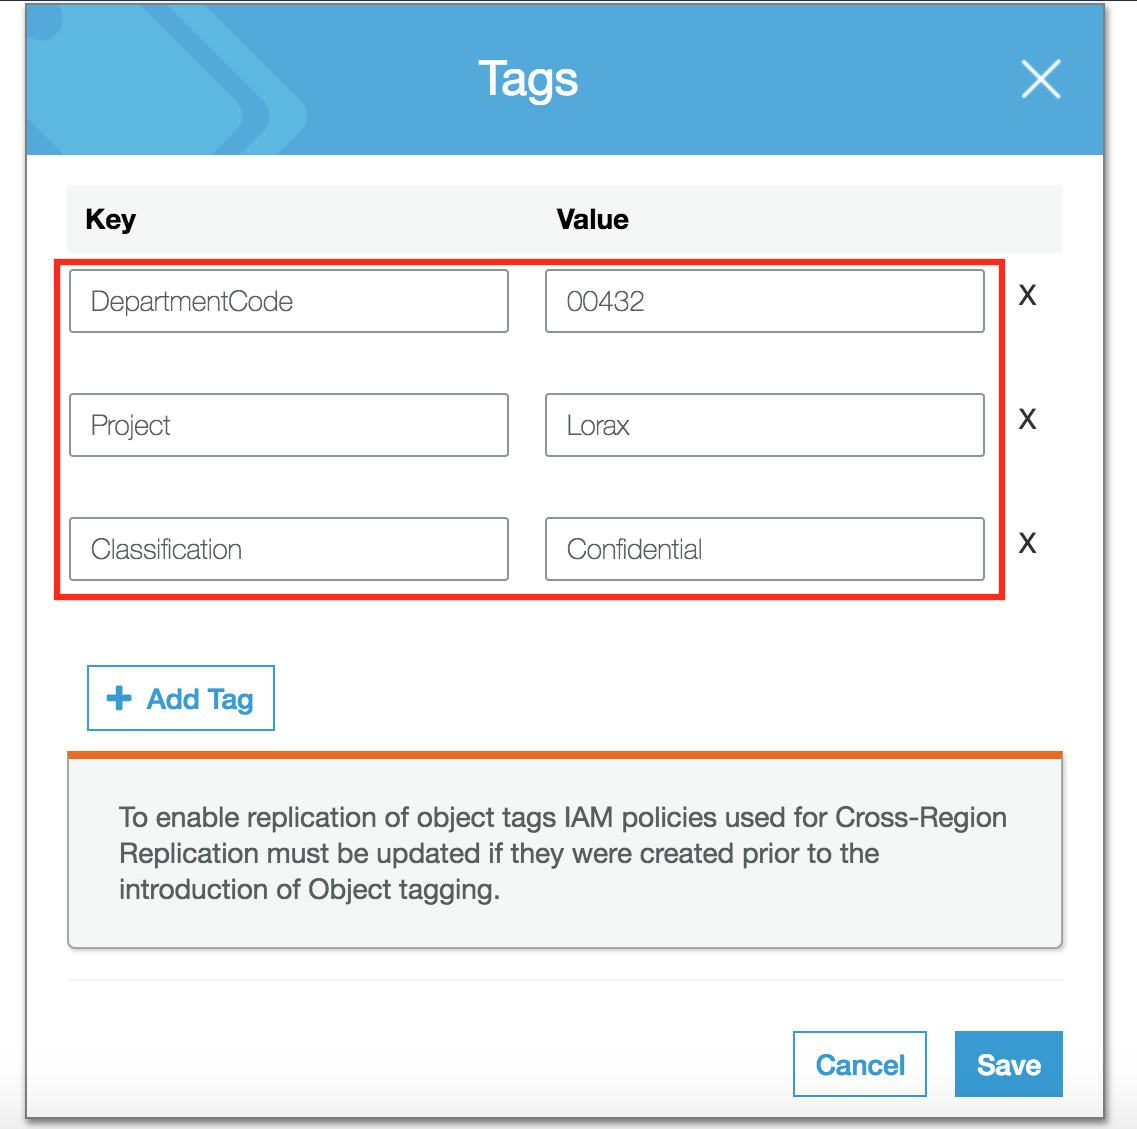 Tags
Key Value
DepartmentCode 00432 X
Project Lorax X
Classification Confidential X
+ Add Tag
To enable replication of object tags IAM policies used for Cross-Region
Replication must be updated if they were created prior to the
introduction of Object tagging.
Cancel Save